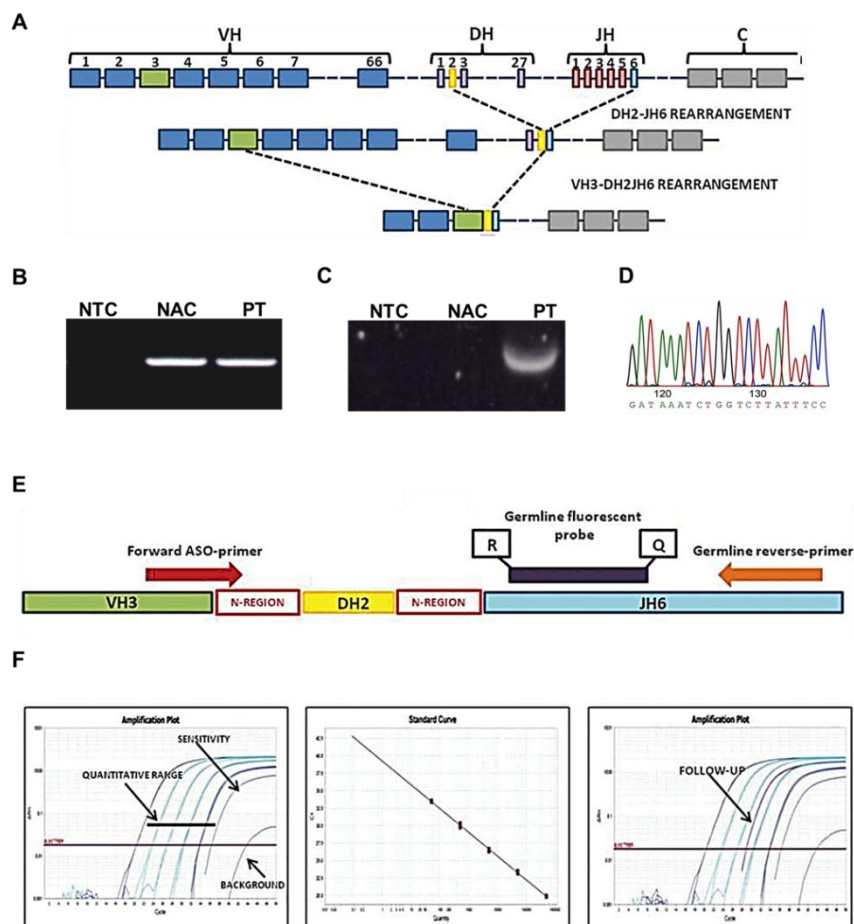 A
VH DH JH C
1 2 3 4 5 6 7 66 1 2 3 27 1 2 3 4 5 6
DH2-JH6 REARRANGEMENT
VH3-DH2JH6 REARRANGEMENT
B
NTC NAC PT
C
NTC NAC PT
D
120 130
GATAAATCTGGTCTTATTTCC
E
Germline fluorescent
probe
Forward ASO-primer
R Q
Germline reverse-primer
VH3 N-REGION DH2 N-REGION JH6
F
Amplification Plot
SENSITIVITY
QUANTITATIVE RANGE
BACKGROUND
Cycle
Standard Curve
Quantity
Amplification Plot
FOLLOW-UP
Cycle